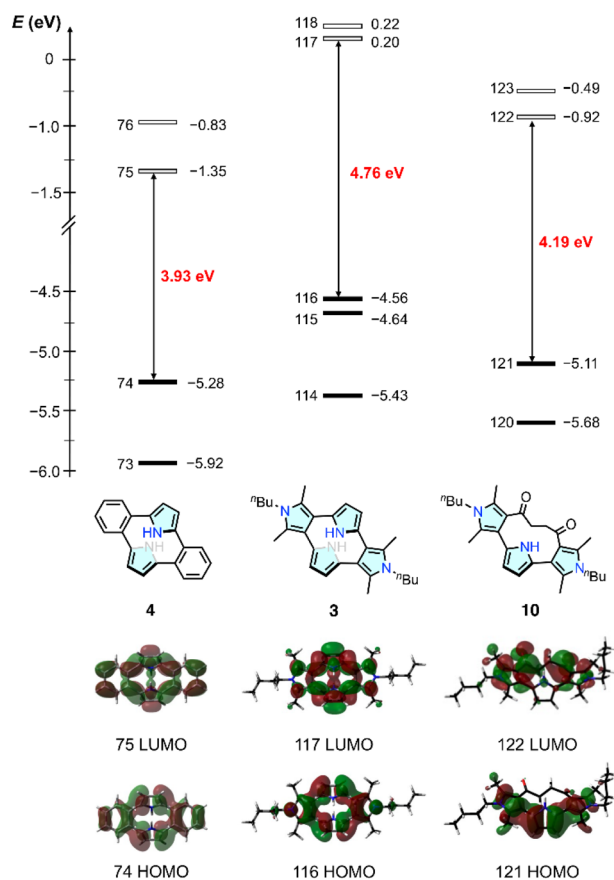 E (eV)
118 0.22
117 0.20
0
123 −0.49
76 −0.83
122 −0.92
−1.0
75 −1.35
−1.5
4.76 eV
4.19 eV
3.93 eV
−4.5
116 −4.56
115 −4.64
−5.0
121 −5.11
74 −5.28
114 −5.43
−5.5
120 −5.68
73 −5.92
−6.0
HN
NH
4
nBu
N
HN
NH
N
nBu
3
O
O
nBu
N
NH
N
nBu
10
75 LUMO 117 LUMO 122 LUMO
74 HOMO 116 HOMO 121 HOMO